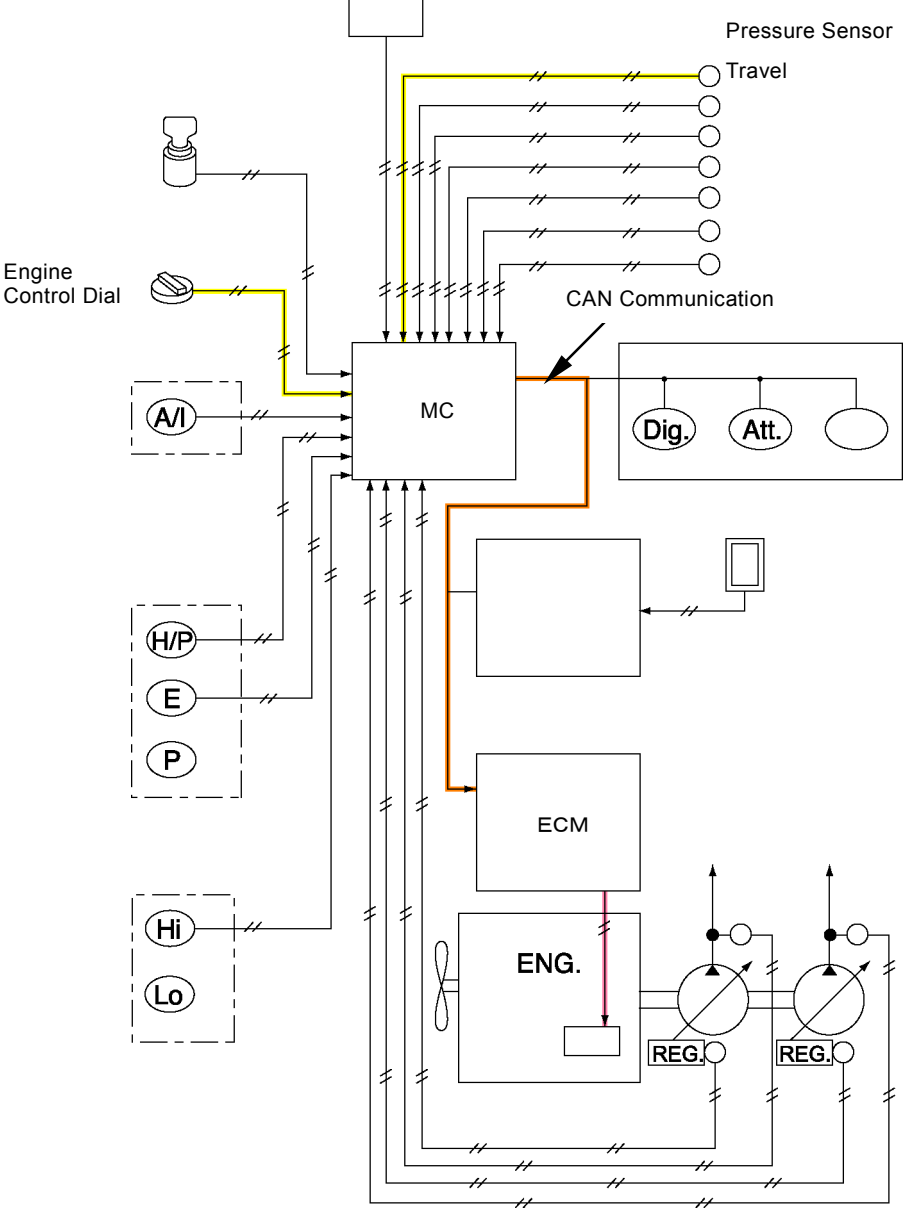 Pressure Sensor
Travel
Engine
Control Dial
CAN Communication
A/I
MC
Dig.
Att.
H/P
E
P
ECM
Hi
Lo
ENG.
REG.
REG.